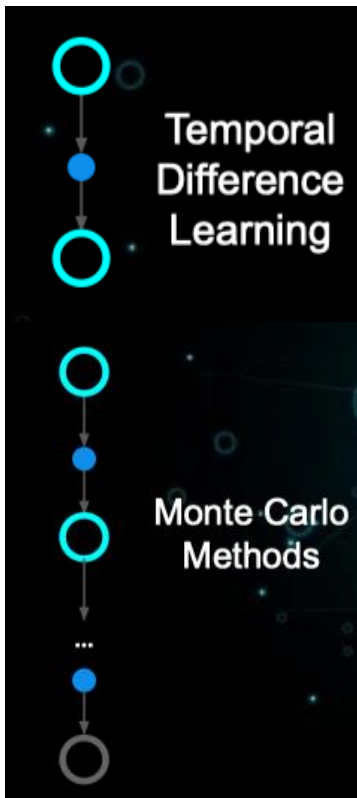 Temporal
Difference
Learning
Monte Carlo
Methods
...